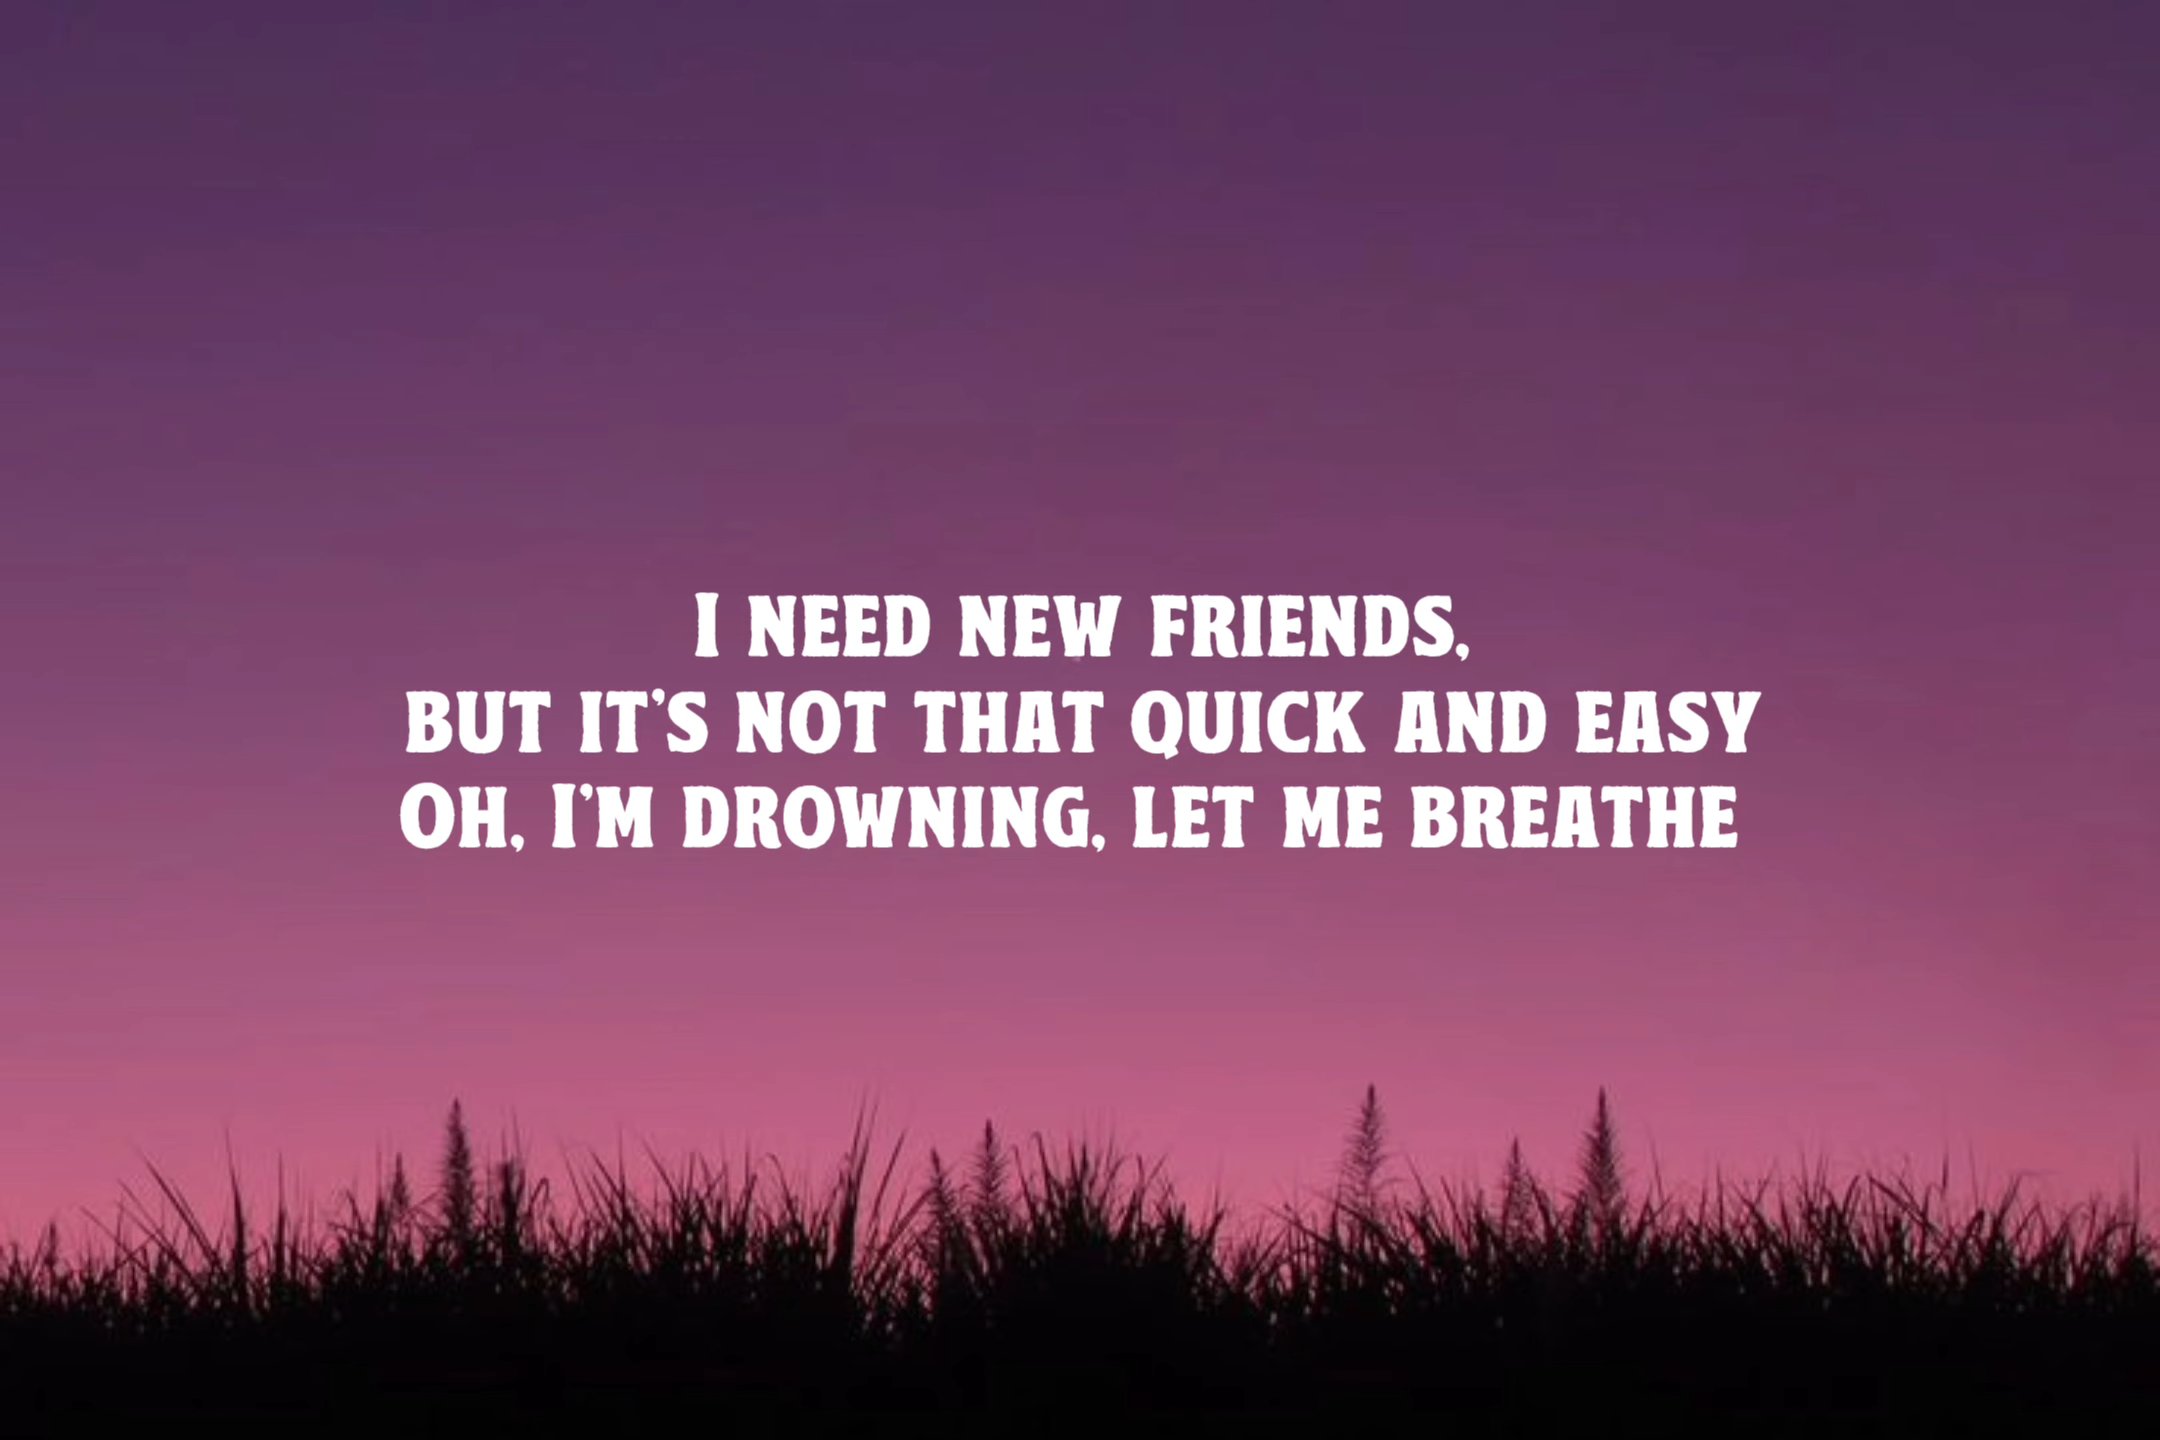 I need new friends,
but it's not that quick and easy
Oh, I'm drowning, let me breathe